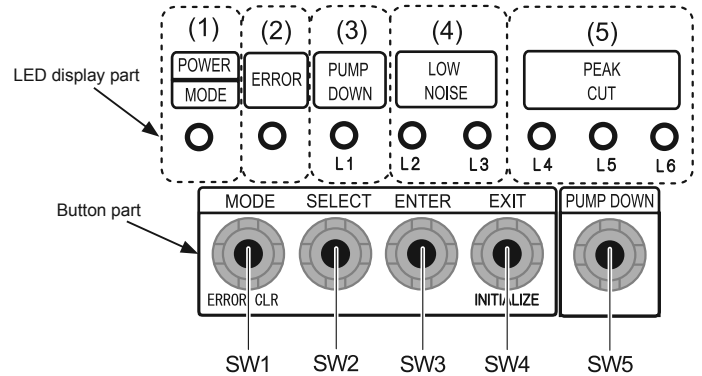 (1) (2) (3) (4) (5)
LED display part
POWER
MODE
ERROR
PUMP
DOWN
LOW
NOISE
PEAK
CUT
L1 L2 L3 L4 L5 L6
Button part
MODE SELECT ENTER EXIT PUMP DOWN
ERROR CLR INITIALIZE
SW1 SW2 SW3 SW4 SW5